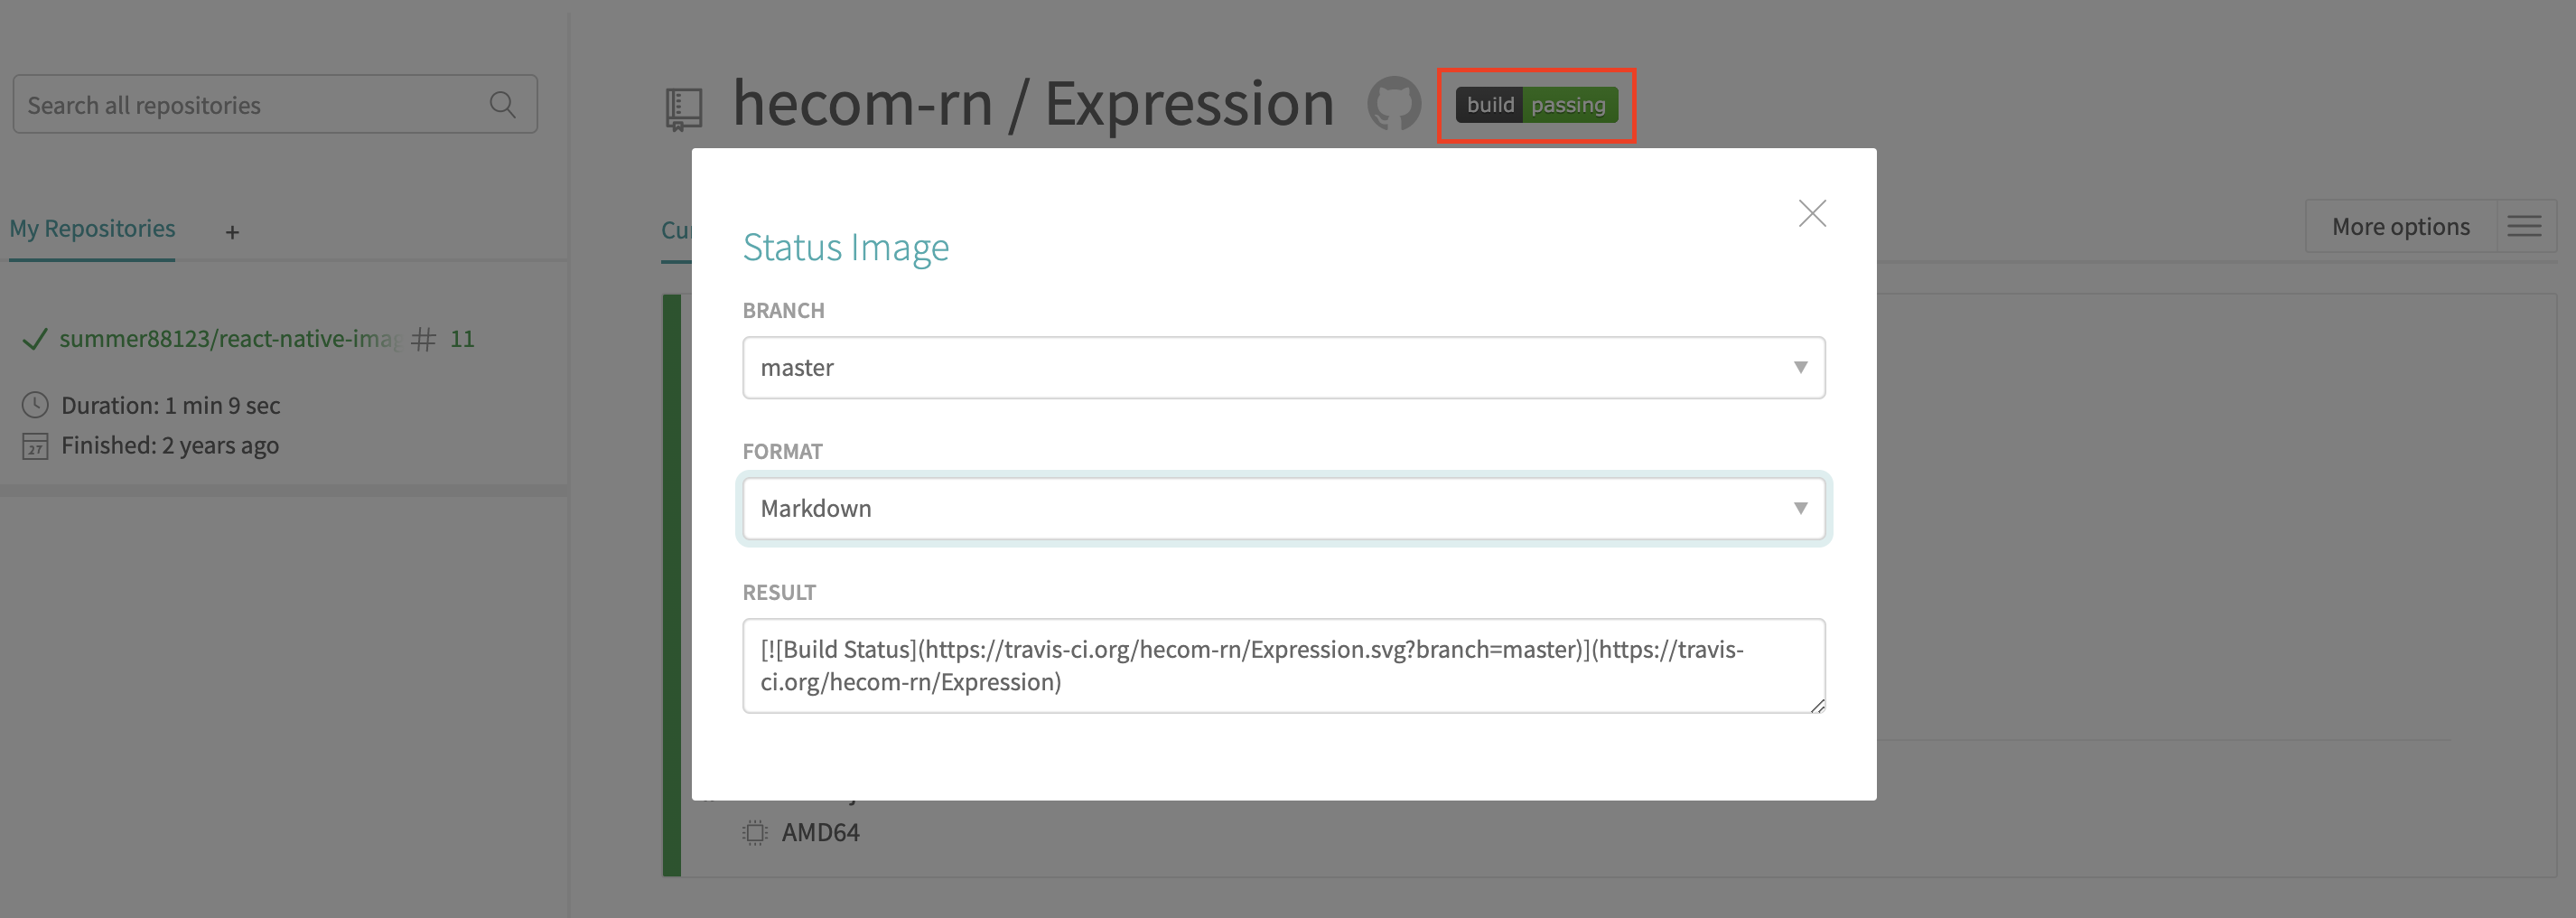 Search all repositories
hecom-rn / Expression
build passing
My Repositories +
More options
Status Image
BRANCH
master
summer88123/react-native-imag # 11
Duration: 1 min 9 sec
27 Finished: 2 years ago
FORMAT
Markdown
RESULT
[![Build Status](https://travis-ci.org/hecom-rn/Expression.svg?branch=master)](https://travis-
ci.org/hecom-rn/Expression)
AMD64